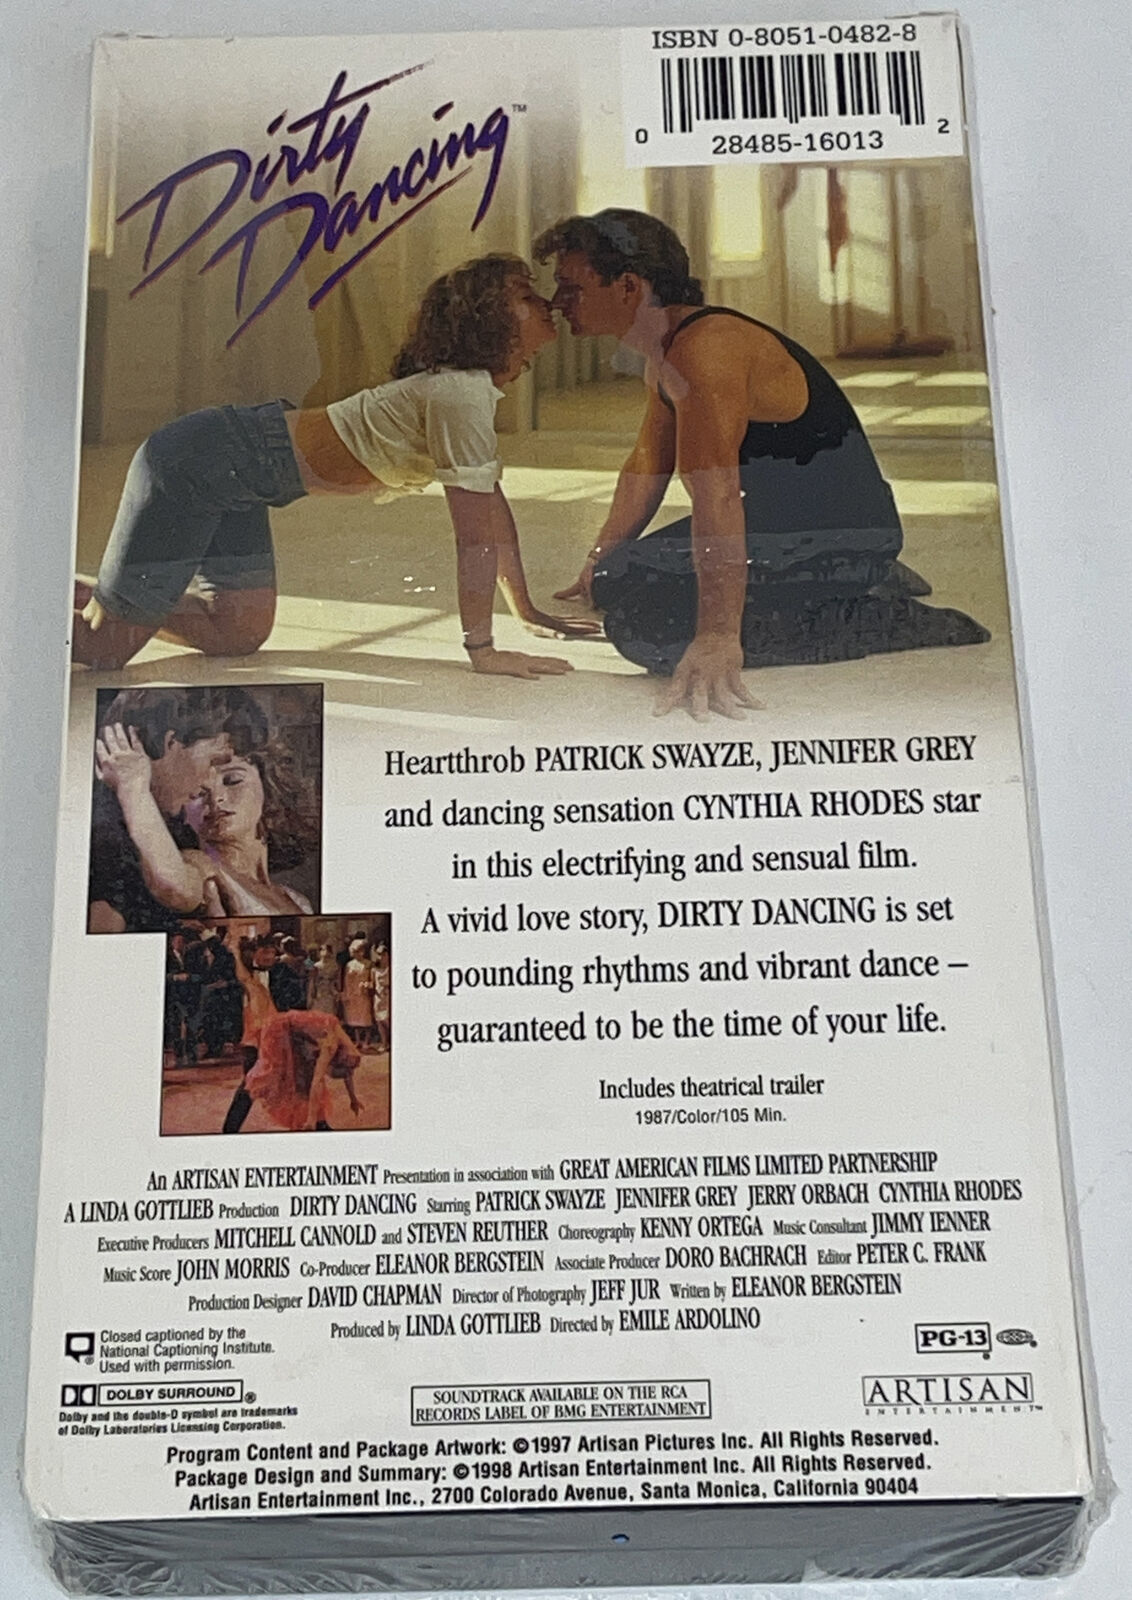 ISBN 0-8051-0482-8
0 28485-16013 2
Dirty
Dancing™
Heartthrob PATRICK SWAYZE, JENNIFER GREY
and dancing sensation CYNTHIA RHODES star
in this electrifying and sensual film.
A vivid love story, DIRTY DANCING is set
to pounding rhythms and vibrant dance –
guaranteed to be the time of your life.
Includes theatrical trailer
1987/Color/105 Min.
An ARTISAN ENTERTAINMENT Presentation in association with GREAT AMERICAN FILMS LIMITED PARTNERSHIP
A LINDA GOTTLIEB Production DIRTY DANCING Starring PATRICK SWAYZE JENNIFER GREY JERRY ORBACH CYNTHIA RHODES
Executive Producers MITCHELL CANNOLD and STEVEN REUTHER Choreography KENNY ORTEGA Music Consultant JIMMY IENNER
Music Score JOHN MORRIS Co-Producer ELEANOR BERGSTEIN Associate Producer DORO BACHRACH Editor PETER C. FRANK
Production Designer DAVID CHAPMAN Director of Photography JEFF JUR Written by ELEANOR BERGSTEIN
Produced by LINDA GOTTLIEB Directed by EMILE ARDOLINO
Closed captioned by the
National Captioning Institute.
® Used with permission.
PG-13
DOLBY SURROUND ®
Dolby and the double-D symbol are trademarks
of Dolby Laboratories Licensing Corporation.
SOUNDTRACK AVAILABLE ON THE RCA
RECORDS LABEL OF BMG ENTERTAINMENT
ARTISAN
ENTERTAINMENT™
Program Content and Package Artwork: ©1997 Artisan Pictures Inc. All Rights Reserved.
Package Design and Summary: ©1998 Artisan Entertainment Inc. All Rights Reserved.
Artisan Entertainment Inc., 2700 Colorado Avenue, Santa Monica, California 90404